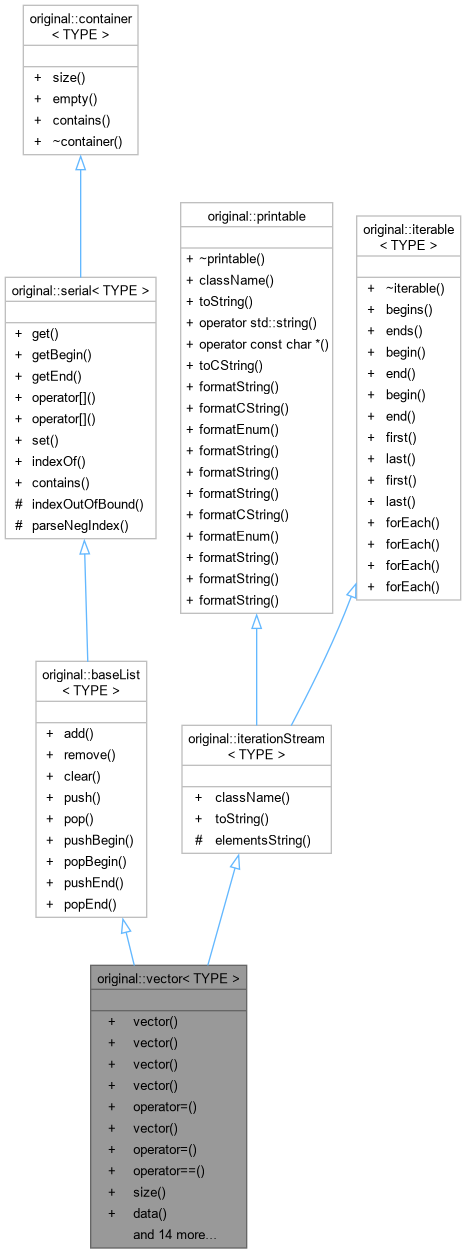 original::container
< TYPE >
+ size()
+ empty()
+ contains()
+ ~container()
original::serial< TYPE >
+ get()
+ getBegin()
+ getEnd()
+ operator[]()
+ operator[]()
+ set()
+ indexOf()
+ contains()
# indexOutOfBound()
# parseNegIndex()
original::printable
+ ~printable()
+ className()
+ toString()
+ operator std::string()
+ operator const char *()
+ toCString()
+ formatString()
+ formatCString()
+ formatEnum()
+ formatString()
+ formatString()
+ formatString()
+ formatCString()
+ formatEnum()
+ formatString()
+ formatString()
+ formatString()
original::iterable
< TYPE >
+ ~iterable()
+ begins()
+ ends()
+ begin()
+ end()
+ begin()
+ end()
+ first()
+ last()
+ first()
+ last()
+ forEach()
+ forEach()
+ forEach()
+ forEach()
original::baseList
< TYPE >
+ add()
+ remove()
+ clear()
+ push()
+ pop()
+ pushBegin()
+ popBegin()
+ pushEnd()
+ popEnd()
original::iterationStream
< TYPE >
+ className()
+ toString()
# elementsString()
original::vector< TYPE >
+ vector()
+ vector()
+ vector()
+ vector()
+ operator=()
+ vector()
+ operator=()
+ operator==()
+ size()
+ data()
and 14 more...